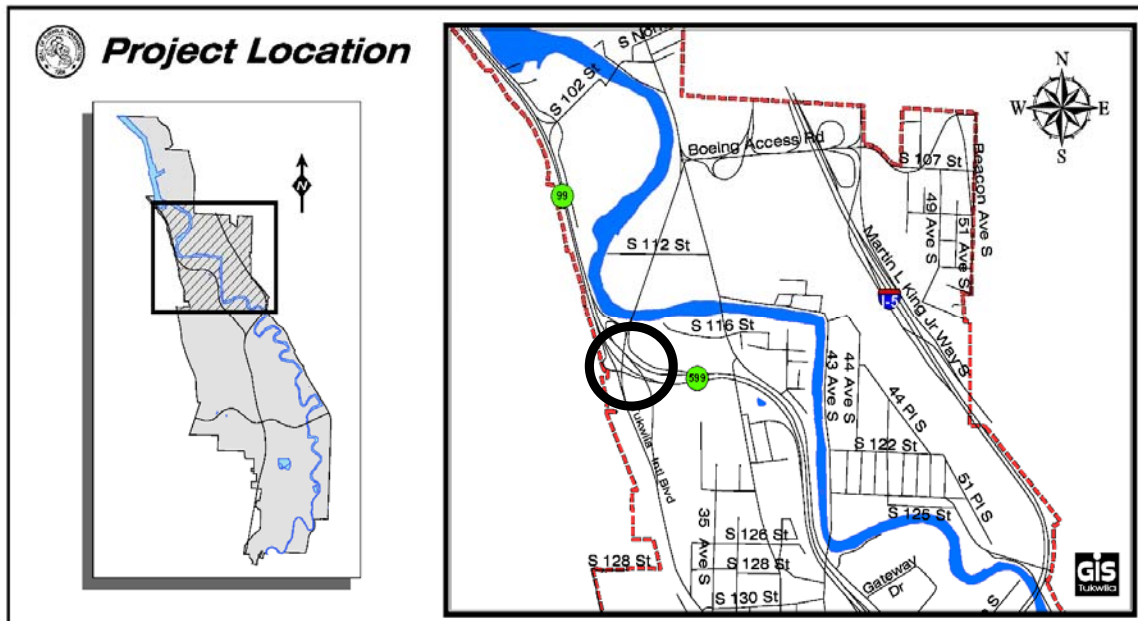 Project Location
N
S Nor
S 102 St
N
W
E
S
Boeing Access Rd
S 107 St
Beacon Ave S
49 Ave S
51 Ave S
99
S 112 St
Martin L King Jr Way S
I-5
S 116 St
599
43 Ave S
44 Ave S
44 Pl S
Tukwila Intl Blvd
S 122 St
51 Pl S
S 125 St
35 Ave S
S 126 St
S 128 St
S 128 St
S 130 St
Gateway Dr
S
GIS
Tukwila